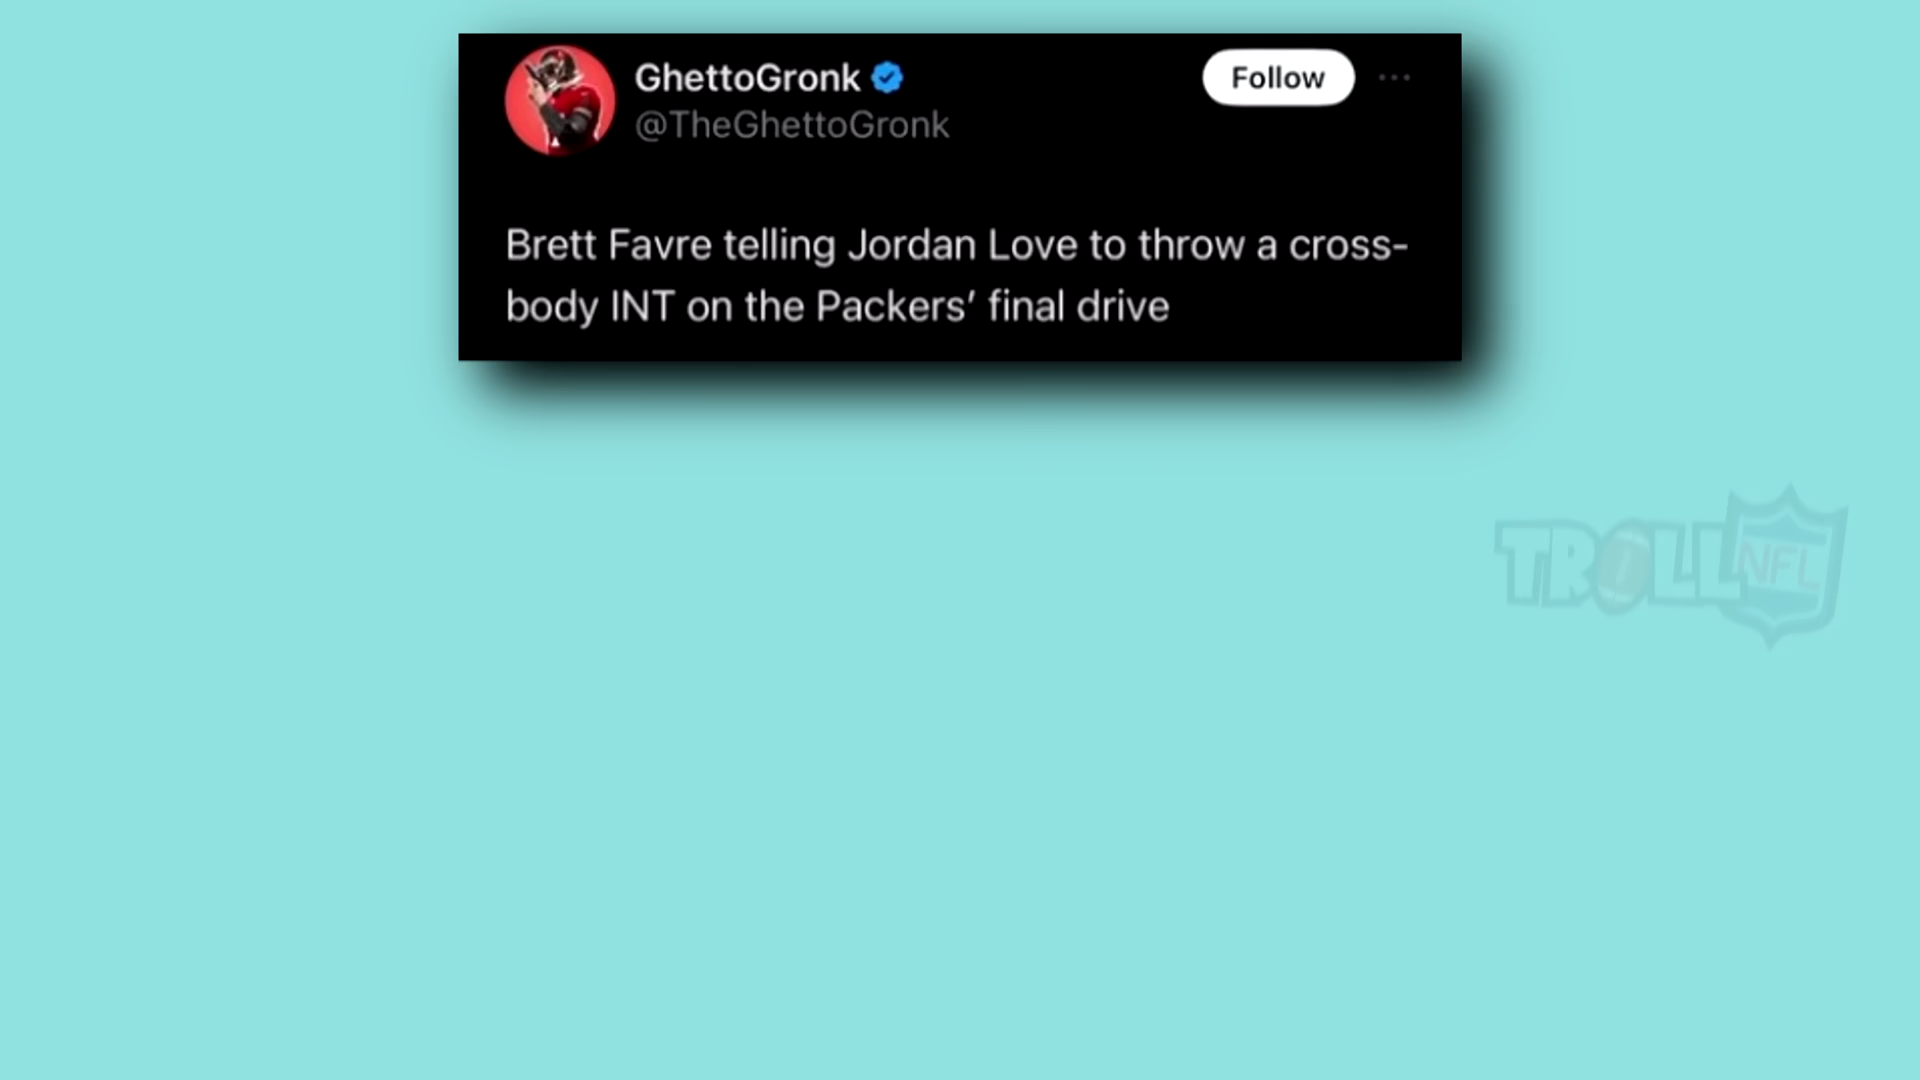 GhettoGronk
Follow
@TheGhettoGronk
Brett Favre telling Jordan Love to throw a cross-
body INT on the Packers’ final drive
TROLL NFL